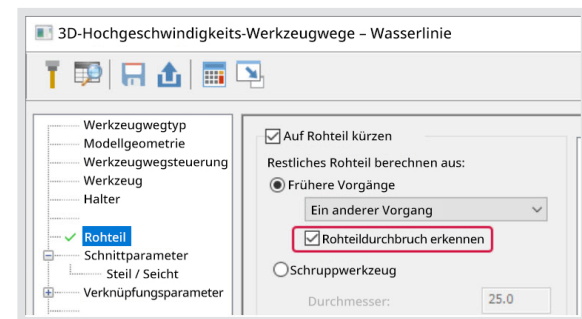 3D-Hochgeschwindigkeits-Werkzeugwege – Wasserlinie
Werkzeugwegtyp
Modellgeometrie
Werkzeugwegsteuerung
Werkzeug
Halter
Rohteil
Schnittparameter
Steil / Seicht
Verknüpfungsparameter
Auf Rohteil kürzen
Restliches Rohteil berechnen aus:
Frühere Vorgänge
Ein anderer Vorgang
Rohteildurchbruch erkennen
Schruppwerkzeug
Durchmesser: 25.0